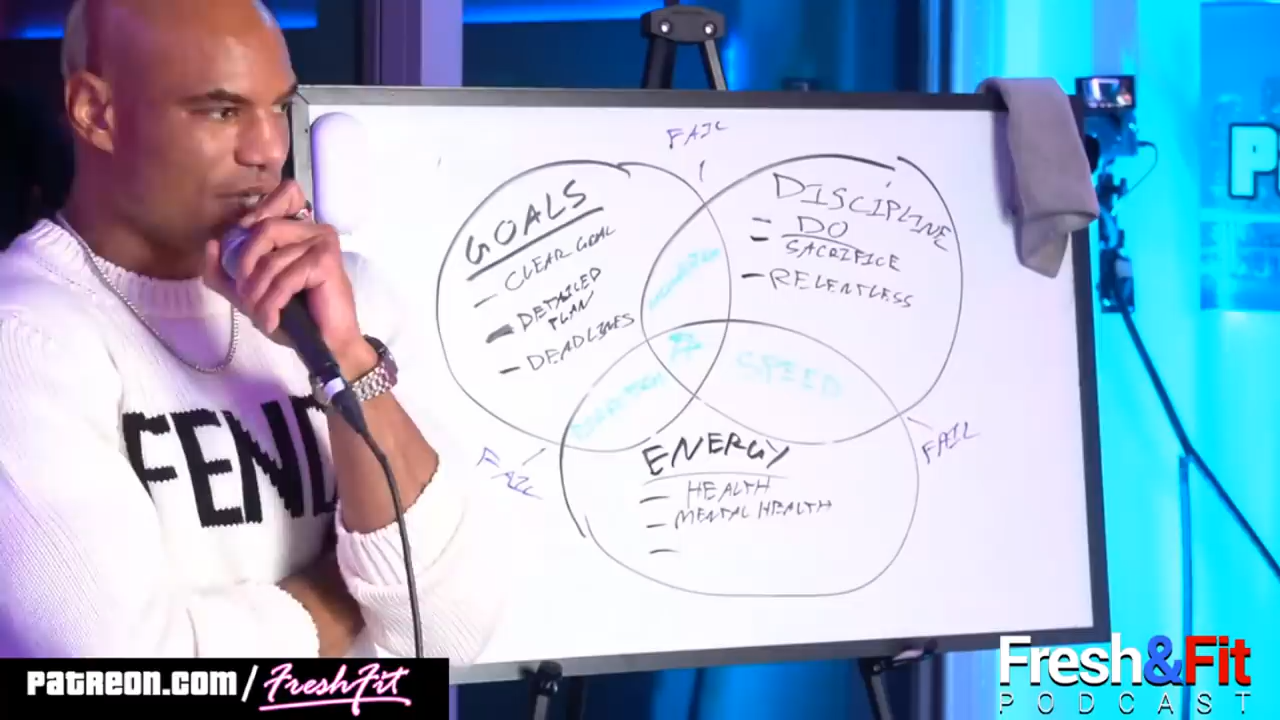 FAIL
GOALS
- CLEAR GOAL
- DETAILED
PLAN
- DEADLINES
DISCIPLINE
- DO
- SACRIFICE
- RELENTLESS
SPEED
ENERGY
- HEALTH
- MENTAL HEALTH
-
FAIL
FAIL
FEND
P
PATREON.COM/FreshFit
Fresh&Fit
PODCAST